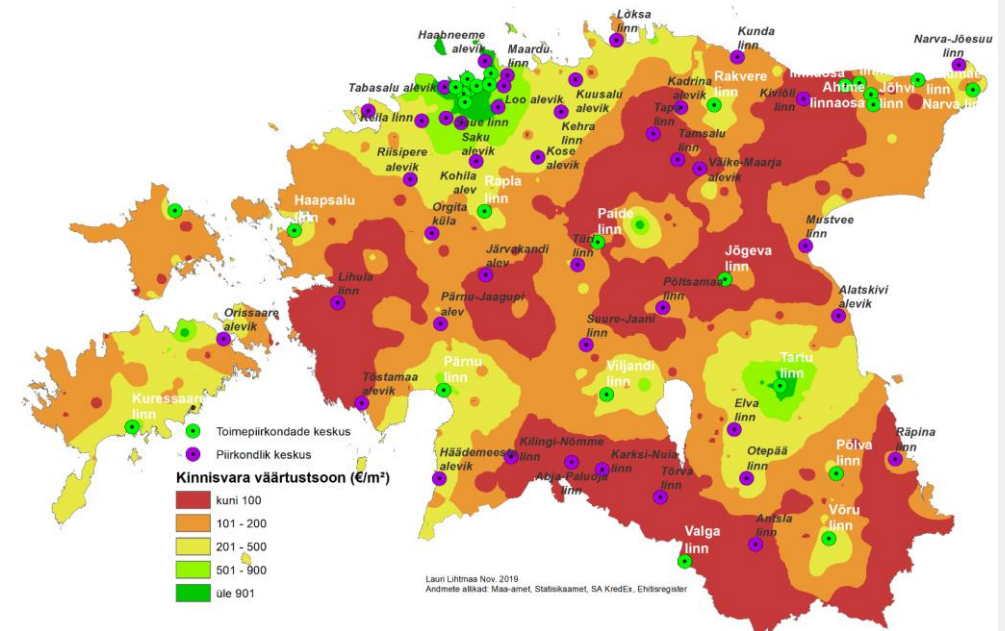 Loksa
linn
Haabneeme
alevik
Maardu
linn
Kunda
linn
Narva-Jõesuu
linn
Tabasalu alevik
Loo alevik
Kuusalu
alevik
Kadrina
alevik
Rakvere
linn
Kiviõli
linn
Ahtme
linnaosa
Jõhvi
linn
Narva linn
Keila linn
Saku
alevik
Kehra
linn
Tapa
linn
Tamsalu
linn
Riisipere
alevik
Kose
alevik
Väike-Maarja
alevik
Kohila
alev
Rapla
linn
Haapsalu
linn
Orgita
küla
Paide
linn
Türi
linn
Mustvee
linn
Järvakandi
alev
Jõgeva
linn
Lihula
linn
Pärnu-Jaagupi
alev
Põltsamaa
linn
Alatskivi
alevik
Orissaare
alevik
Suure-Jaani
linn
Pärnu
linn
Viljandi
linn
Tartu
linn
Tõstamaa
alevik
Kuressaare
linn
Elva
linn
Toimepiirkondade keskus
Piirkondlik keskus
Häädemeeste
alevik
Kilingi-Nõmme
linn
Karksi-Nuia
linn
Abja-Paluoja
linn
Tõrva
linn
Otepää
linn
Põlva
linn
Räpina
linn
Kinnisvara väärtustsoon (€/m²)
kuni 100
101 - 200
201 - 500
501 - 900
üle 901
Valga
linn
Antsla
linn
Võru
linn
Lauri Lihtmaa Nov. 2019
Andmete allikad: Maa-amet, Statisikaamet, SA KredEx, Ehitisregister